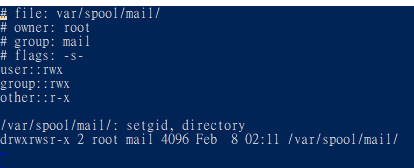 # file: var/spool/mail/
# owner: root
# group: mail
# flags: -s-
user::rwx
group::rwx
other::r-x

/var/spool/mail/: setgid, directory
drwxrwsr-x 2 root mail 4096 Feb  8 02:11 /var/spool/mail/